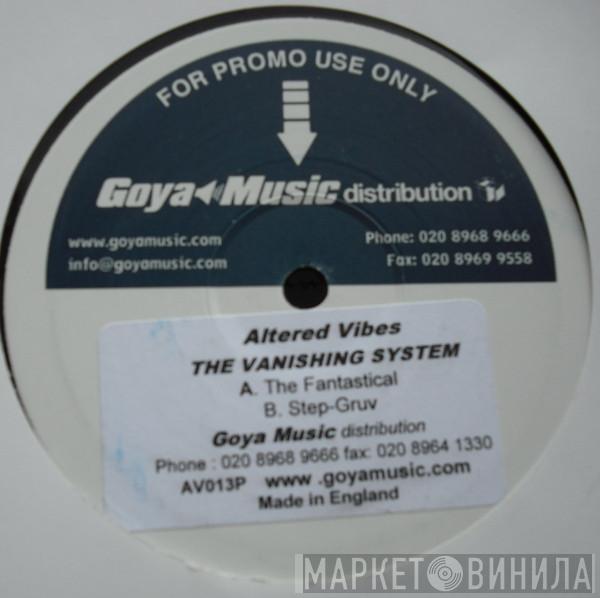 FOR PROMO USE ONLY
Goya Music distribution
www.goyamusic.com
info@goyamusic.com
Phone: 020 8968 9666
Fax: 020 8969 9558
Altered Vibes
THE VANISHING SYSTEM
A. The Fantastical
B. Step-Gruv
Goya Music distribution
Phone : 020 8968 9666 fax: 020 8964 1330
AV013P www .goyamusic.com
Made in England
МАРКЕТ ВИНИЛА